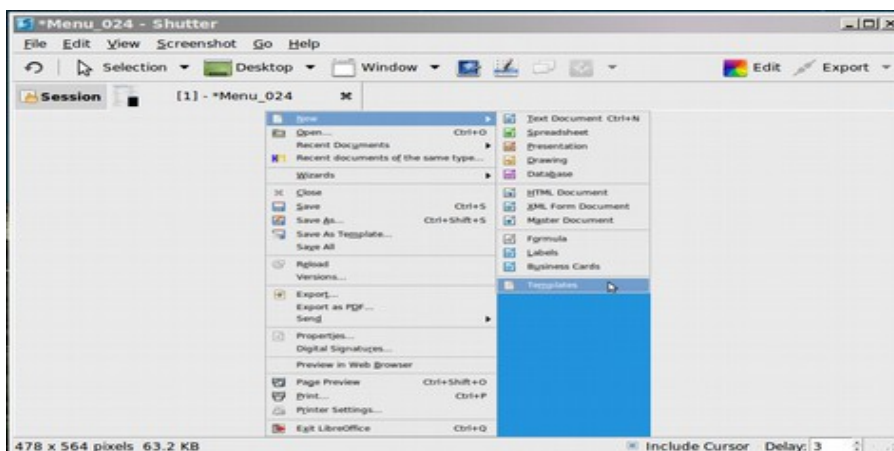 *Menu_024 - Shutter
File Edit View Screenshot Go Help
Selection Desktop Window Edit Export
Session [1] - *Menu_024
New
Open... Ctrl+O
Recent Documents
Recent documents of the same type...
Wizards
Close
Save Ctrl+S
Save As... Ctrl+Shift+S
Save As Template...
Save All
Reload
Versions...
Export...
Export as PDF...
Send
Properties...
Digital Signatures...
Preview in Web Browser
Page Preview Ctrl+Shift+O
Print... Ctrl+P
Printer Settings...
Exit LibreOffice Ctrl+Q
Text Document Ctrl+N
Spreadsheet
Presentation
Drawing
Database
HTML Document
XML Form Document
Master Document
Formula
Labels
Business Cards
Templates
478 x 564 pixels 63.2 KB Include Cursor Delay: 3